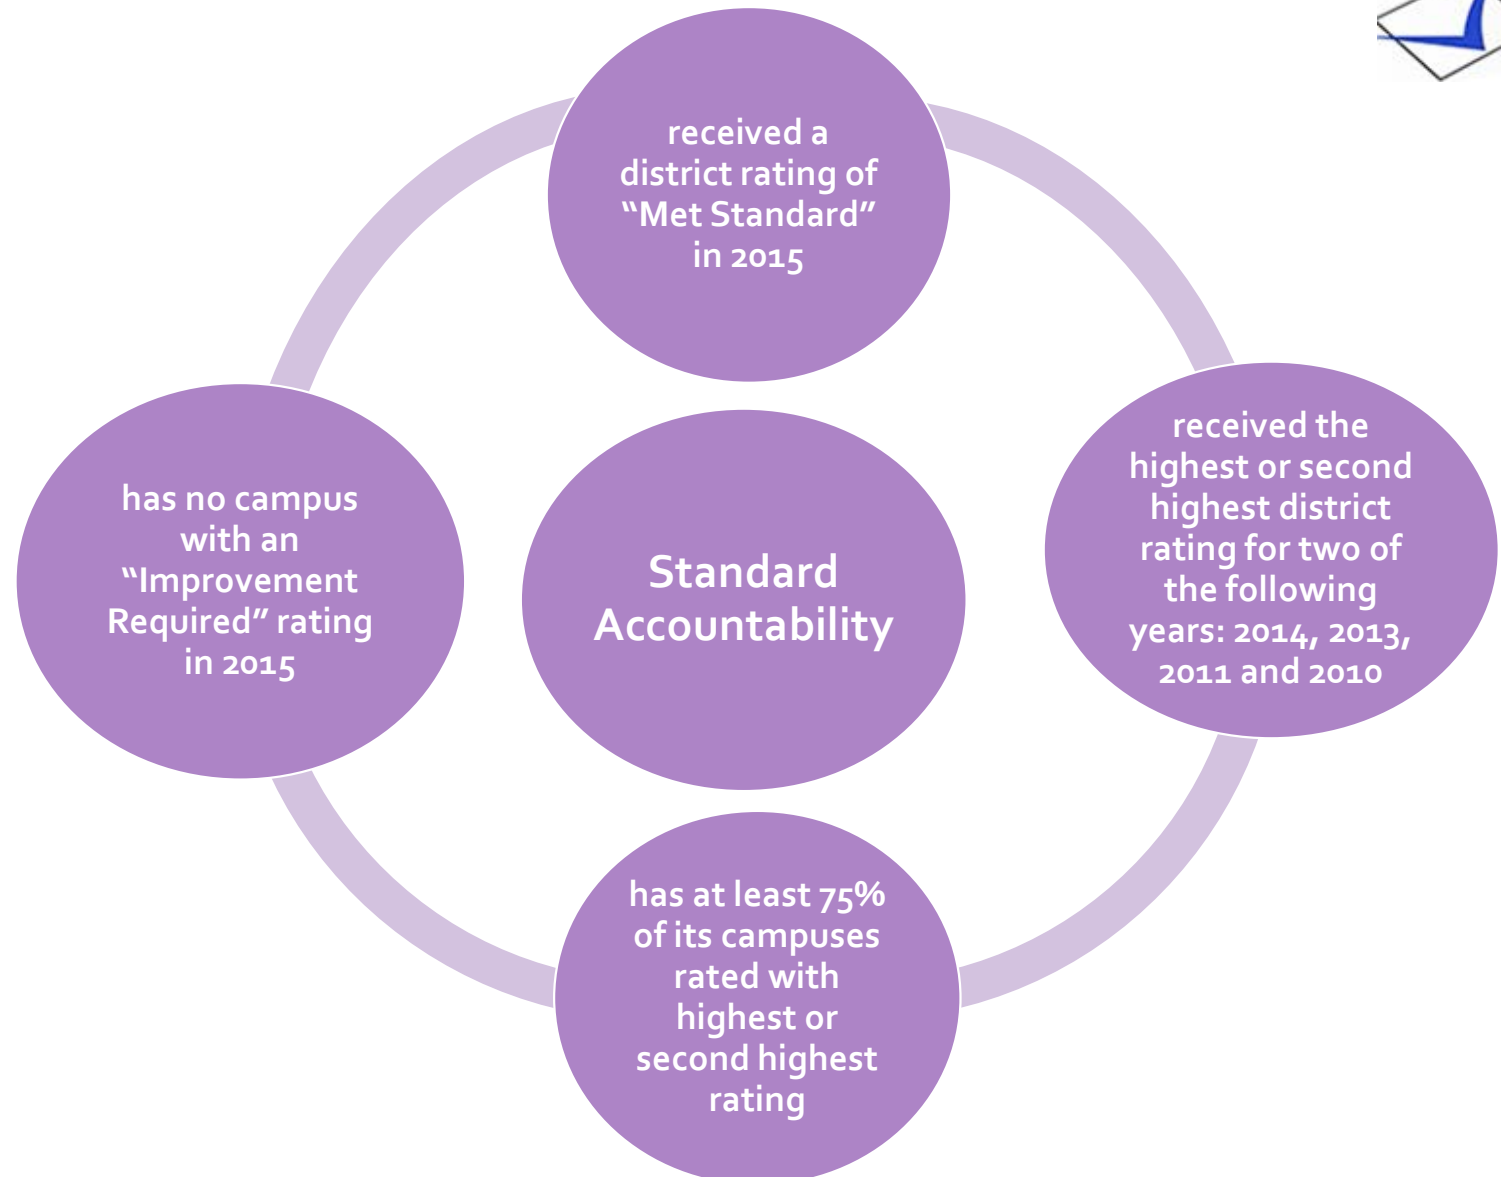 received a
district rating of
“Met Standard”
in 2015
received the
highest or second
highest district
rating for two of
the following
years: 2014, 2013,
2011 and 2010
has no campus
with an
“Improvement
Required” rating
in 2015
Standard
Accountability
has at least 75%
of its campuses
rated with
highest or
second highest
rating